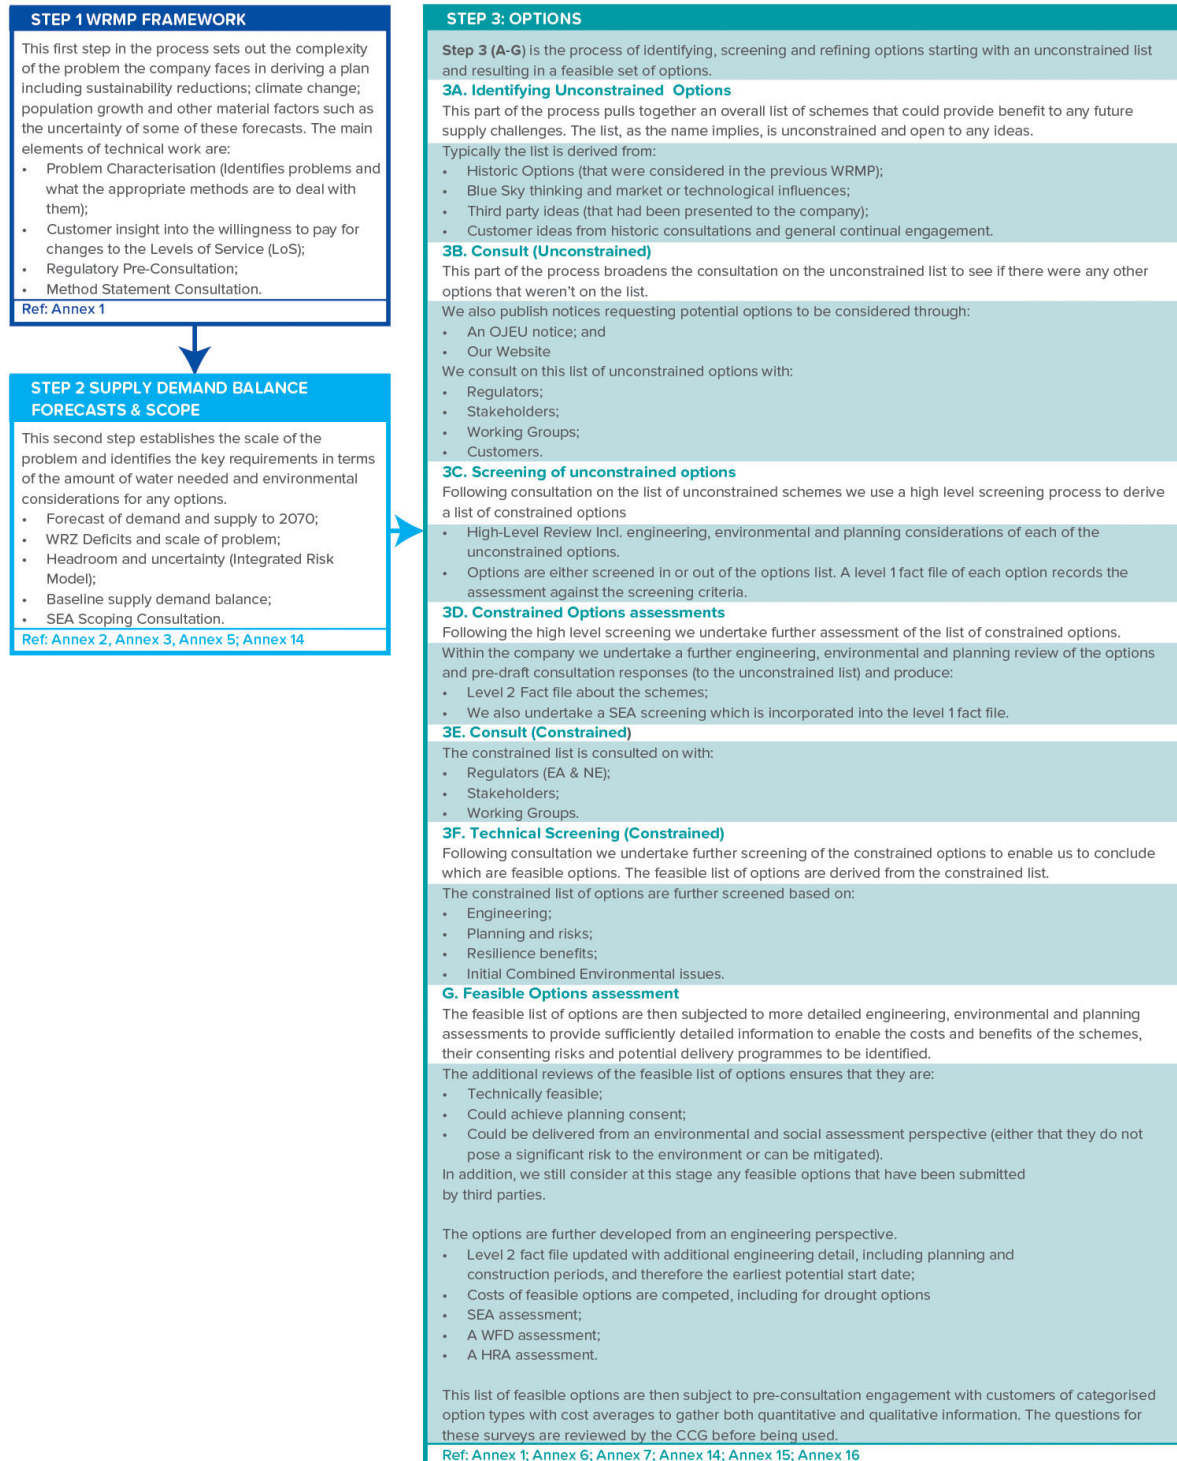 STEP 1 WRMP FRAMEWORK
This first step in the process sets out the complexity
of the problem the company faces in deriving a plan
including sustainability reductions; climate change;
population growth and other material factors such as
the uncertainty of some of these forecasts. The main
elements of technical work are:
• Problem Characterisation (Identifies problems and
what the appropriate methods are to deal with
them);
• Customer insight into the willingness to pay for
changes to the Levels of Service (LoS);
• Regulatory Pre-Consultation;
• Method Statement Consultation.
Ref: Annex 1
STEP 2 SUPPLY DEMAND BALANCE
FORECASTS & SCOPE
This second step establishes the scale of the
problem and identifies the key requirements in terms
of the amount of water needed and environmental
considerations for any options.
• Forecast of demand and supply to 2070;
• WRZ Deficits and scale of problem;
• Headroom and uncertainty (Integrated Risk
Model);
• Baseline supply demand balance;
• SEA Scoping Consultation.
Ref: Annex 2, Annex 3, Annex 5; Annex 14
STEP 3: OPTIONS
Step 3 (A-G) is the process of identifying, screening and refining options starting with an unconstrained list
and resulting in a feasible set of options.
3A. Identifying Unconstrained Options
This part of the process pulls together an overall list of schemes that could provide benefit to any future
supply challenges. The list, as the name implies, is unconstrained and open to any ideas.
Typically the list is derived from:
• Historic Options (that were considered in the previous WRMP);
• Blue Sky thinking and market or technological influences;
• Third party ideas (that had been presented to the company);
• Customer ideas from historic consultations and general continual engagement.
3B. Consult (Unconstrained)
This part of the process broadens the consultation on the unconstrained list to see if there were any other
options that weren't on the list.
We also publish notices requesting potential options to be considered through:
• An OJEU notice; and
• Our Website
We consult on this list of unconstrained options with:
• Regulators;
• Stakeholders;
• Working Groups;
• Customers.
3C. Screening of unconstrained options
Following consultation on the list of unconstrained schemes we use a high level screening process to derive
a list of constrained options
• High-Level Review Incl. engineering, environmental and planning considerations of each of the
unconstrained options.
• Options are either screened in or out of the options list. A level 1 fact file of each option records the
assessment against the screening criteria.
3D. Constrained Options assessments
Following the high level screening we undertake further assessment of the list of constrained options.
Within the company we undertake a further engineering, environmental and planning review of the options
and pre-draft consultation responses (to the unconstrained list) and produce:
• Level 2 Fact file about the schemes;
• We also undertake a SEA screening which is incorporated into the level 1 fact file.
3E. Consult (Constrained)
The constrained list is consulted on with:
• Regulators (EA & NE);
• Stakeholders;
• Working Groups.
3F. Technical Screening (Constrained)
Following consultation we undertake further screening of the constrained options to enable us to conclude
which are feasible options. The feasible list of options are derived from the constrained list.
The constrained list of options are further screened based on:
• Engineering;
• Planning and risks;
• Resilience benefits;
• Initial Combined Environmental issues.
G. Feasible Options assessment
The feasible list of options are then subjected to more detailed engineering, environmental and planning
assessments to provide sufficiently detailed information to enable the costs and benefits of the schemes,
their consenting risks and potential delivery programmes to be identified.
The additional reviews of the feasible list of options ensures that they are:
• Technically feasible;
• Could achieve planning consent;
• Could be delivered from an environmental and social assessment perspective (either that they do not
pose a significant risk to the environment or can be mitigated).
In addition, we still consider at this stage any feasible options that have been submitted
by third parties.
The options are further developed from an engineering perspective.
• Level 2 fact file updated with additional engineering detail, including planning and
construction periods, and therefore the earliest potential start date;
• Costs of feasible options are competed, including for drought options
• SEA assessment;
• A WFD assessment;
• A HRA assessment.
This list of feasible options are then subject to pre-consultation engagement with customers of categorised
option types with cost averages to gather both quantitative and qualitative information. The questions for
these surveys are reviewed by the CCG before being used.
Ref: Annex 1; Annex 6; Annex 7; Annex 14; Annex 15; Annex 16